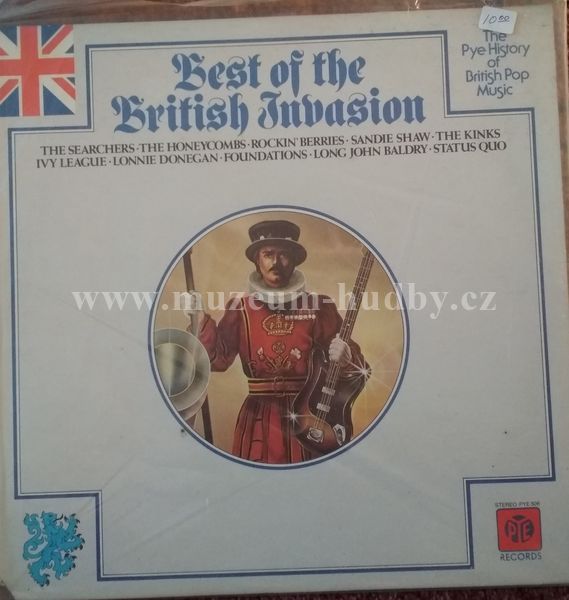 10.00
The
Pye History
of
British Pop
Music
Best of the
British Invasion
THE SEARCHERS · THE HONEYCOMBS · ROCKIN' BERRIES · SANDIE SHAW · THE KINKS
IVY LEAGUE · LONNIE DONEGAN · FOUNDATIONS · LONG JOHN BALDRY · STATUS QUO
www.muzeum-hudby.cz
STEREO PYE 506
PYE
RECORDS